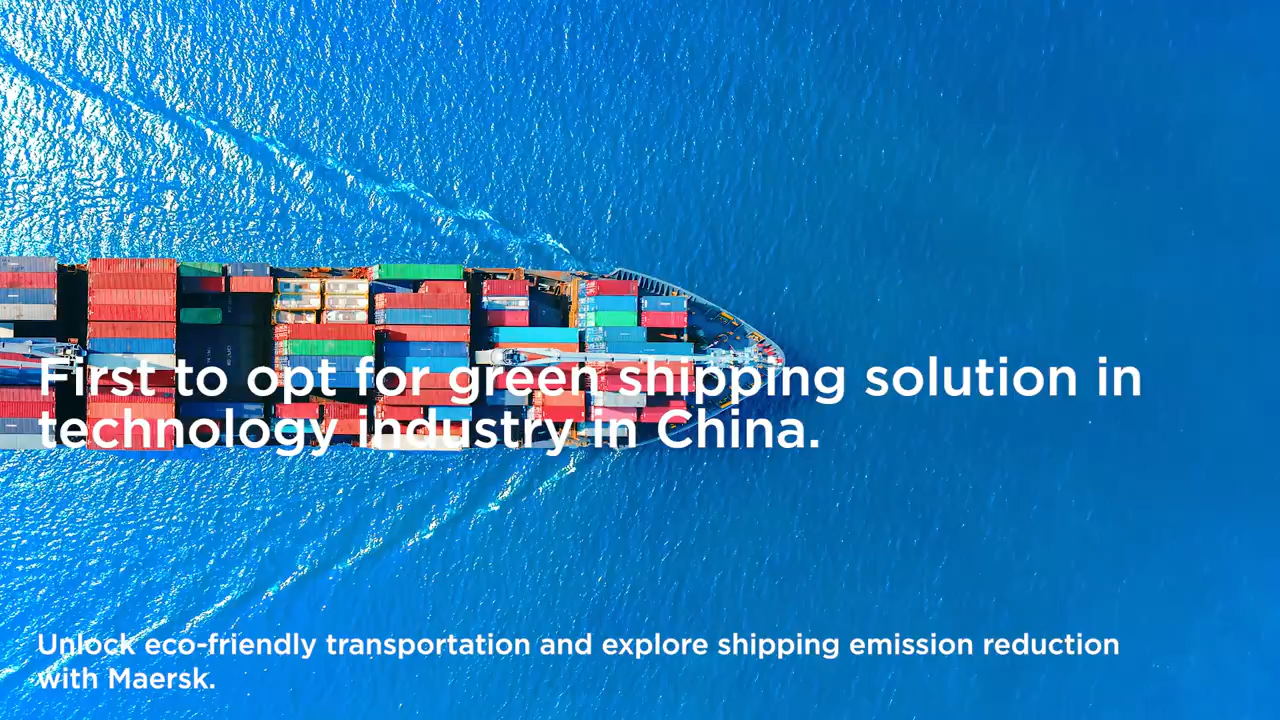 First to opt for green shipping solution in
technology industry in China.
Unlock eco-friendly transportation and explore shipping emission reduction
with Maersk.